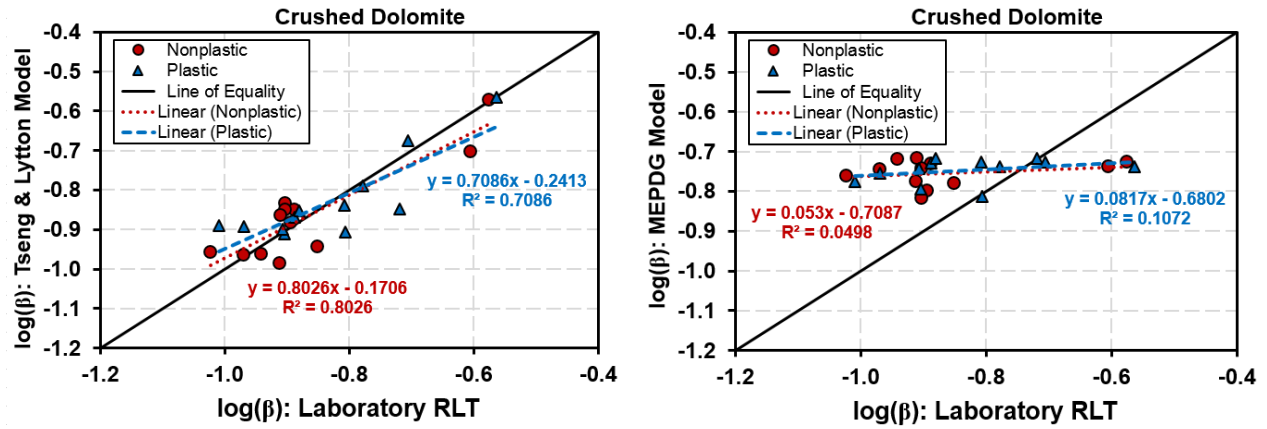 Crushed Dolomite
log(β): Tseng & Lytton Model
-0.4
-0.5
-0.6
-0.7
-0.8
-0.9
-1.0
-1.1
-1.2
Nonplastic
Plastic
Line of Equality
Linear (Nonplastic)
Linear (Plastic)
y = 0.7086x - 0.2413
R² = 0.7086
y = 0.8026x - 0.1706
R² = 0.8026
-1.2 -1.0 -0.8 -0.6 -0.4
log(β): Laboratory RLT
Crushed Dolomite
log(β): MEPDG Model
-0.4
-0.5
-0.6
-0.7
-0.8
-0.9
-1.0
-1.1
-1.2
Nonplastic
Plastic
Line of Equality
Linear (Nonplastic)
Linear (Plastic)
y = 0.053x - 0.7087
R² = 0.0498
y = 0.0817x - 0.6802
R² = 0.1072
-1.2 -1.0 -0.8 -0.6 -0.4
log(β): Laboratory RLT